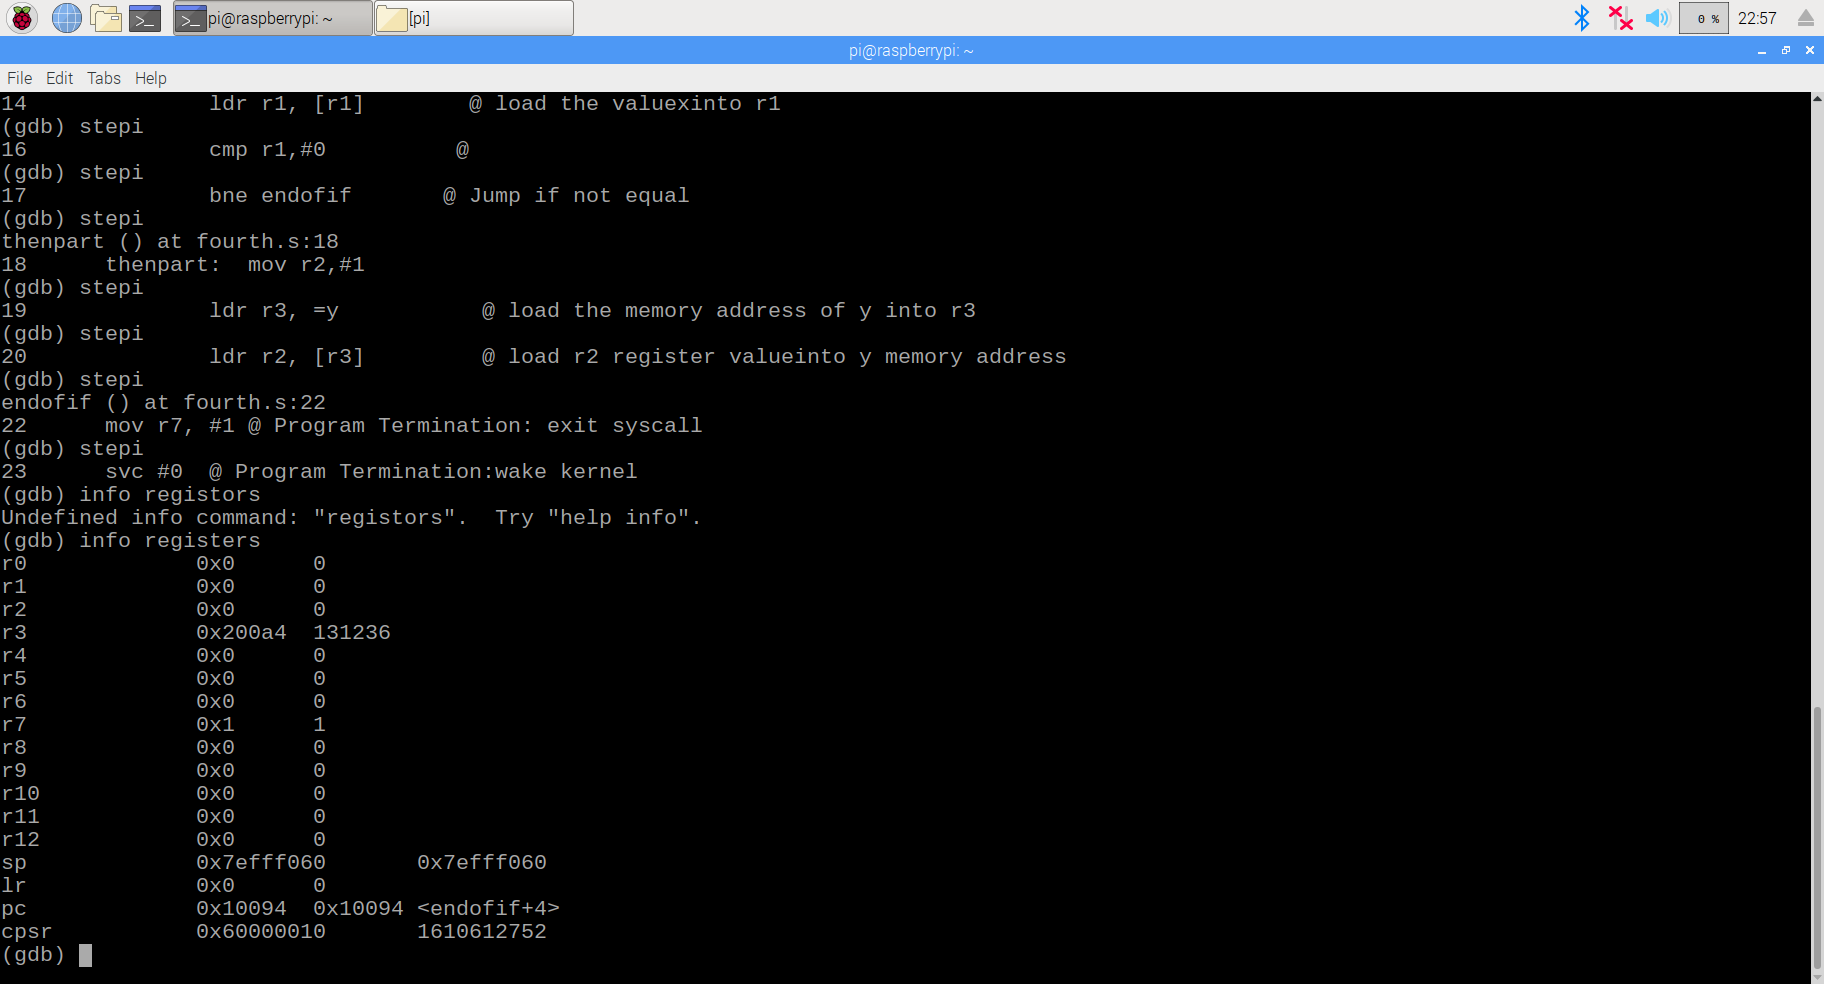 pi@raspberrypi: ~ [pi] 0 % 22:57
pi@raspberrypi: ~
File Edit Tabs Help
14 ldr r1, [r1] @ load the valuexinto r1
(gdb) stepi
16 cmp r1,#0 @
(gdb) stepi
17 bne endofif @ Jump if not equal
(gdb) stepi
thenpart () at fourth.s:18
18 thenpart: mov r2,#1
(gdb) stepi
19 ldr r3, =y @ load the memory address of y into r3
(gdb) stepi
20 ldr r2, [r3] @ load r2 register valueinto y memory address
(gdb) stepi
endofif () at fourth.s:22
22 mov r7, #1 @ Program Termination: exit syscall
(gdb) stepi
23 svc #0 @ Program Termination:wake kernel
(gdb) info registors
Undefined info command: "registors". Try "help info".
(gdb) info registers
r0 0x0 0
r1 0x0 0
r2 0x0 0
r3 0x200a4 131236
r4 0x0 0
r5 0x0 0
r6 0x0 0
r7 0x1 1
r8 0x0 0
r9 0x0 0
r10 0x0 0
r11 0x0 0
r12 0x0 0
sp 0x7efff060 0x7efff060
lr 0x0 0
pc 0x10094 0x10094 <endofif+4>
cpsr 0x60000010 1610612752
(gdb)